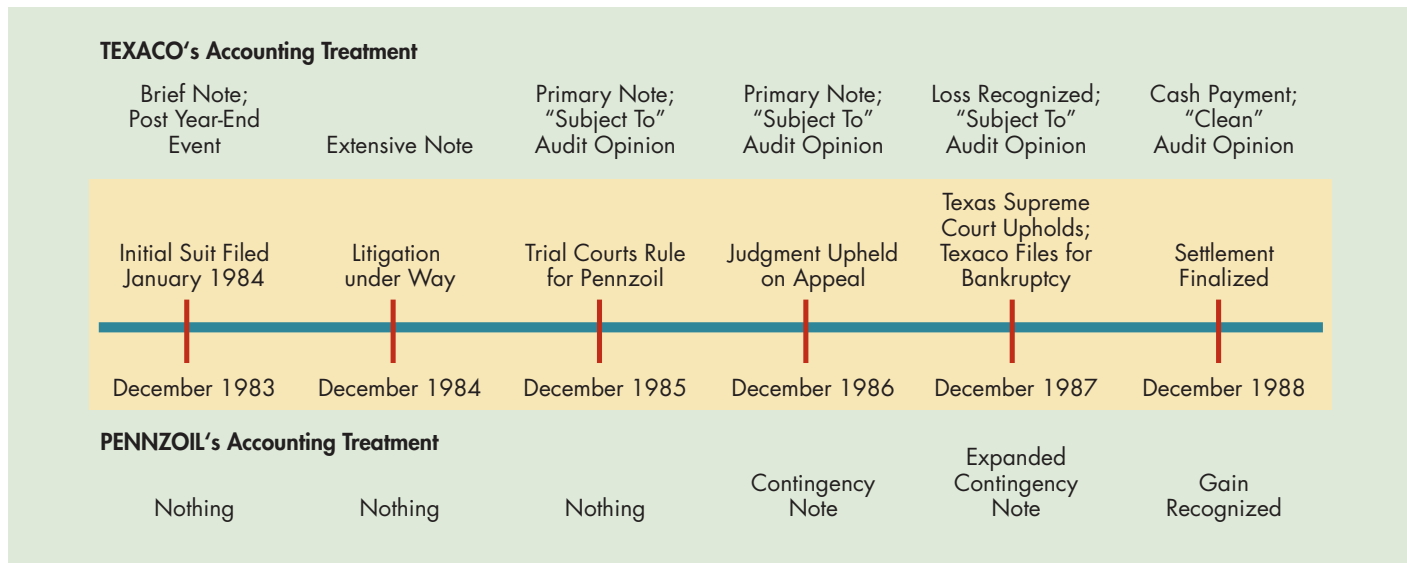 TEXACO‘s Accounting Treatment
Brief Note;
Post Year-End
Event
Extensive Note
Primary Note;
“Subject To”
Audit Opinion
Primary Note;
“Subject To”
Audit Opinion
Loss Recognized;
“Subject To”
Audit Opinion
Cash Payment;
“Clean”
Audit Opinion
Initial Suit Filed
January 1984
Litigation
under Way
Trial Courts Rule
for Pennzoil
Judgment Upheld
on Appeal
Texas Supreme
Court Upholds;
Texaco Files for
Bankruptcy
Settlement
Finalized
December 1983
December 1984
December 1985
December 1986
December 1987
December 1988
PENNZOIL‘s Accounting Treatment
Nothing
Nothing
Nothing
Contingency
Note
Expanded
Contingency
Note
Gain
Recognized